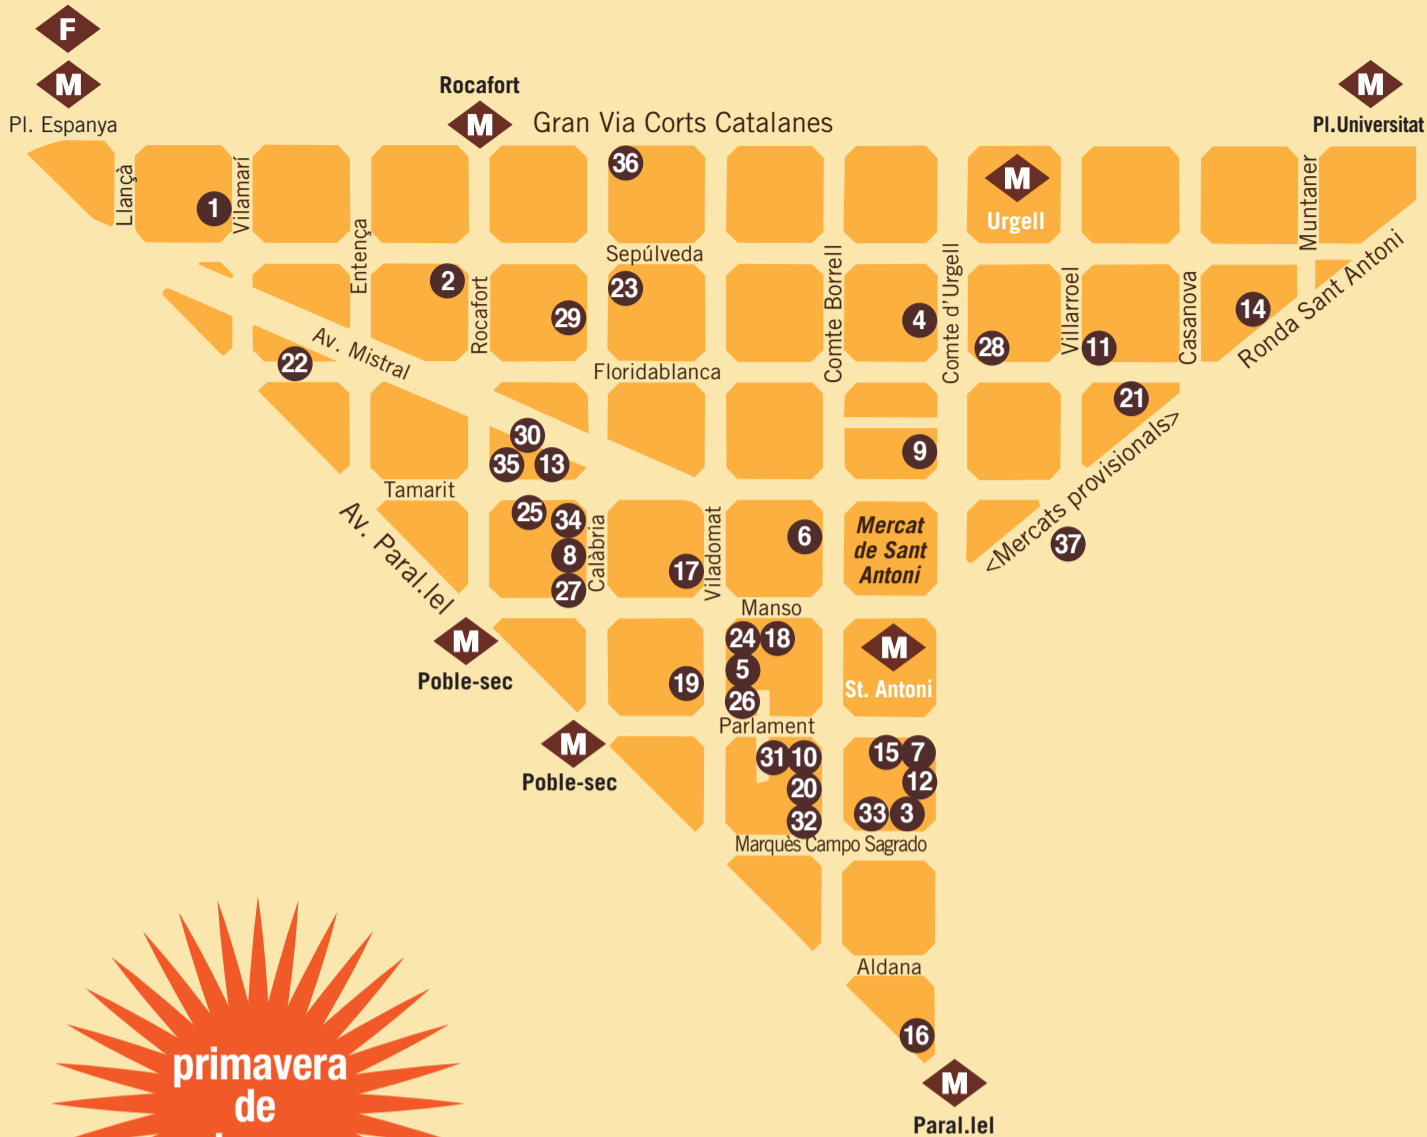 F
M
Pl. Espanya
Rocafort
M
Gran Via Corts Catalanes
M
Pl.Universitat
Llançà
1
Vilamarí
36
M
Urgell
Muntaner
Entença
Sepúlveda
2
Rocafort
29
23
Comte Borrell
4
Comte d'Urgell
28
Villarroel
11
Casanova
14
Ronda Sant Antoni
22
Av. Mistral
Floridablanca
21
30
35
13
9
<Mercats provisionals>
37
Tamarit
Av. Paral.lel
25
34
8
27
Calàbria
17
Viladomat
6
Mercat
de Sant
Antoni
Manso
M
Poble-sec
19
24
18
5
26
M
St. Antoni
Parlament
M
Poble-sec
31
10
20
32
15
7
12
33
3
Marquès Campo Sagrado
Aldana
16
M
Paral.lel
primavera
de